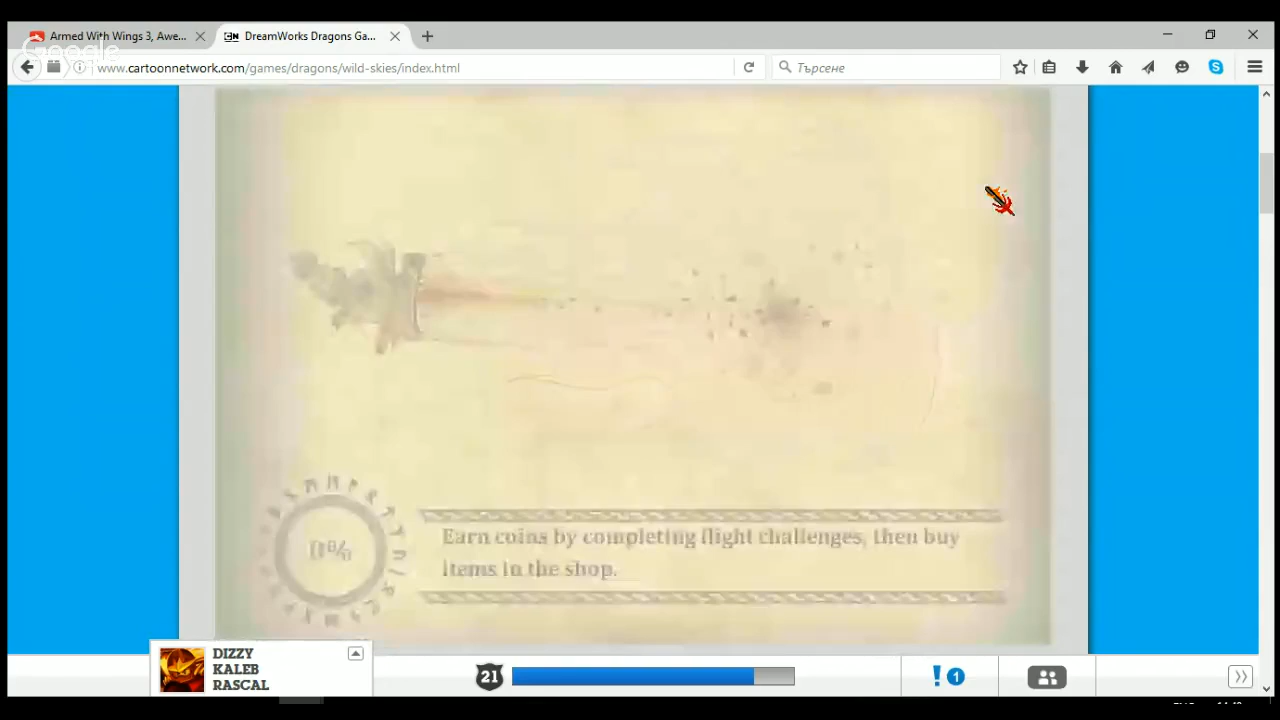 Armed With Wings 3, Awe...
DreamWorks Dragons Ga...
Google
www.cartoonnetwork.com/games/dragons/wild-skies/index.html
Търсене
Earn coins by completing flight challenges, then buy
items in the shop.
DIZZY
KALEB
RASCAL
21
1